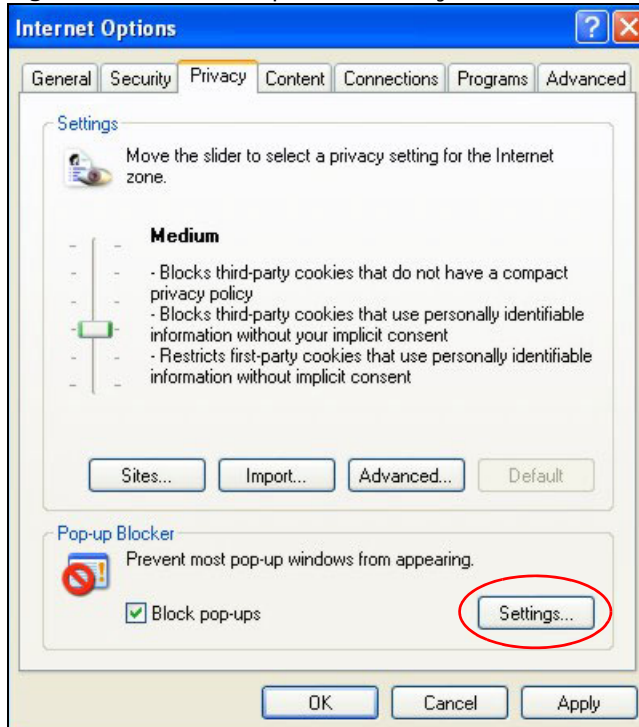 Internet Options
General Security Privacy Content Connections Programs Advanced
Settings
Move the slider to select a privacy setting for the Internet
zone.
Medium
- Blocks third-party cookies that do not have a compact
privacy policy
- Blocks third-party cookies that use personally identifiable
information without your implicit consent
- Restricts first-party cookies that use personally identifiable
information without implicit consent
Sites... Import... Advanced... Default
Pop-up Blocker
Prevent most pop-up windows from appearing.
Block pop-ups Settings...
OK Cancel Apply